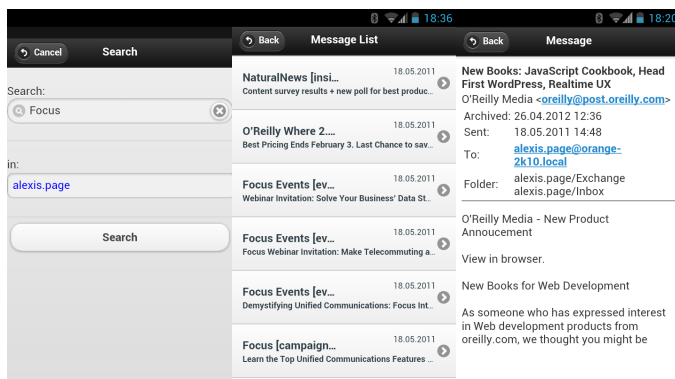 Cancel
Search
Search:
Focus
in:
alexis.page
Search
18:36
Back
Message List
NaturalNews [insi...
18.05.2011
Content survey results + new poll for best produc...
O'Reilly Where 2....
18.05.2011
Best Pricing Ends February 3. Last Chance to sav...
Focus Events [ev...
18.05.2011
Webinar Invitation: Solve Your Business' Data St...
Focus Events [ev...
18.05.2011
Focus Webinar Invitation: Make Telecommuting a...
Focus Events [ev...
18.05.2011
Demystifying Unified Communications: Focus Int...
Focus [campaign...
18.05.2011
Learn the Top Unified Communications Features ...
18:20
Back
Message
New Books: JavaScript Cookbook, Head
First WordPress, Realtime UX
O'Reilly Media <oreilly@post.oreilly.com>
Archived: 26.04.2012 12:36
Sent: 18.05.2011 14:48
To: alexis.page@orange-
2k10.local
Folder: alexis.page/Exchange
alexis.page/Inbox
O'Reilly Media - New Product
Annoucement
View in browser.
New Books for Web Development
As someone who has expressed interest
in Web development products from
oreilly.com, we thought you might be